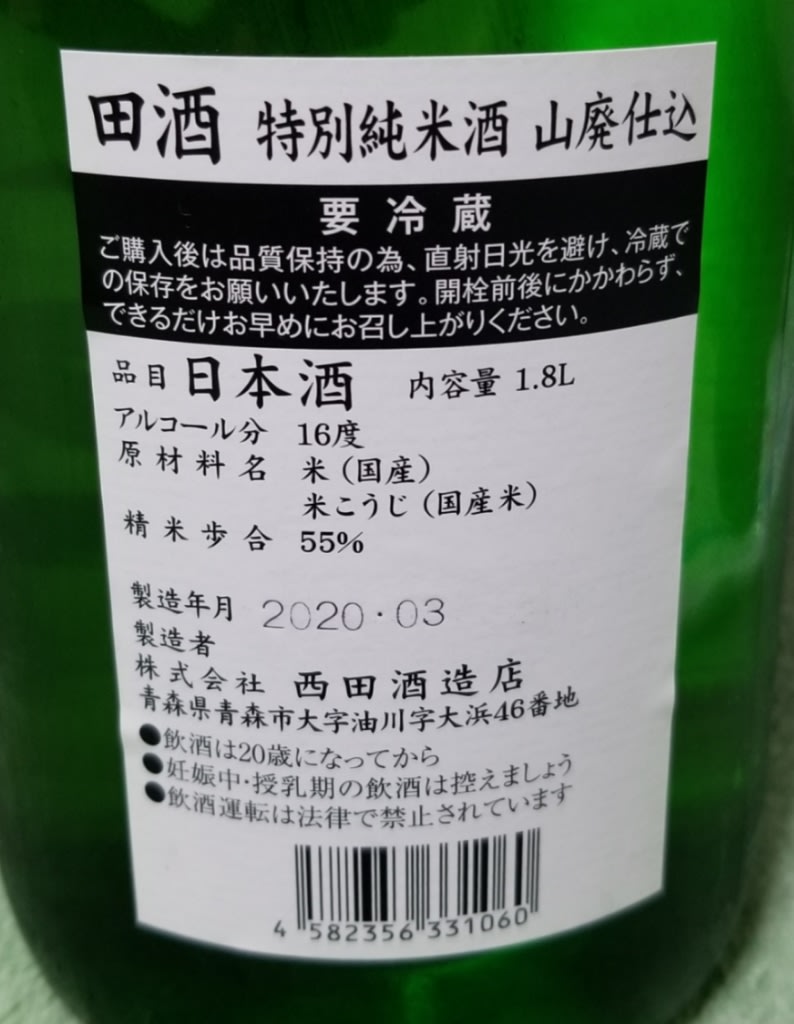 田酒 特別純米酒 山廃仕込
要冷蔵
ご購入後は品質保持の為、直射日光を避け、冷蔵で
の保存をお願いいたします。開栓前後にかかわらず、
できるだけお早めにお召し上がりください。
品目 日本酒 内容量 1.8L
アルコール分 16度
原材料名 米（国産）
米こうじ（国産米）
精米歩合 55%
製造年月 2020・03
製造者
株式会社 西田酒造店
青森県青森市大字油川字大浜46番地
●飲酒は20歳になってから
●妊娠中・授乳期の飲酒は控えましょう
●飲酒運転は法律で禁止されています
4 582356 331060